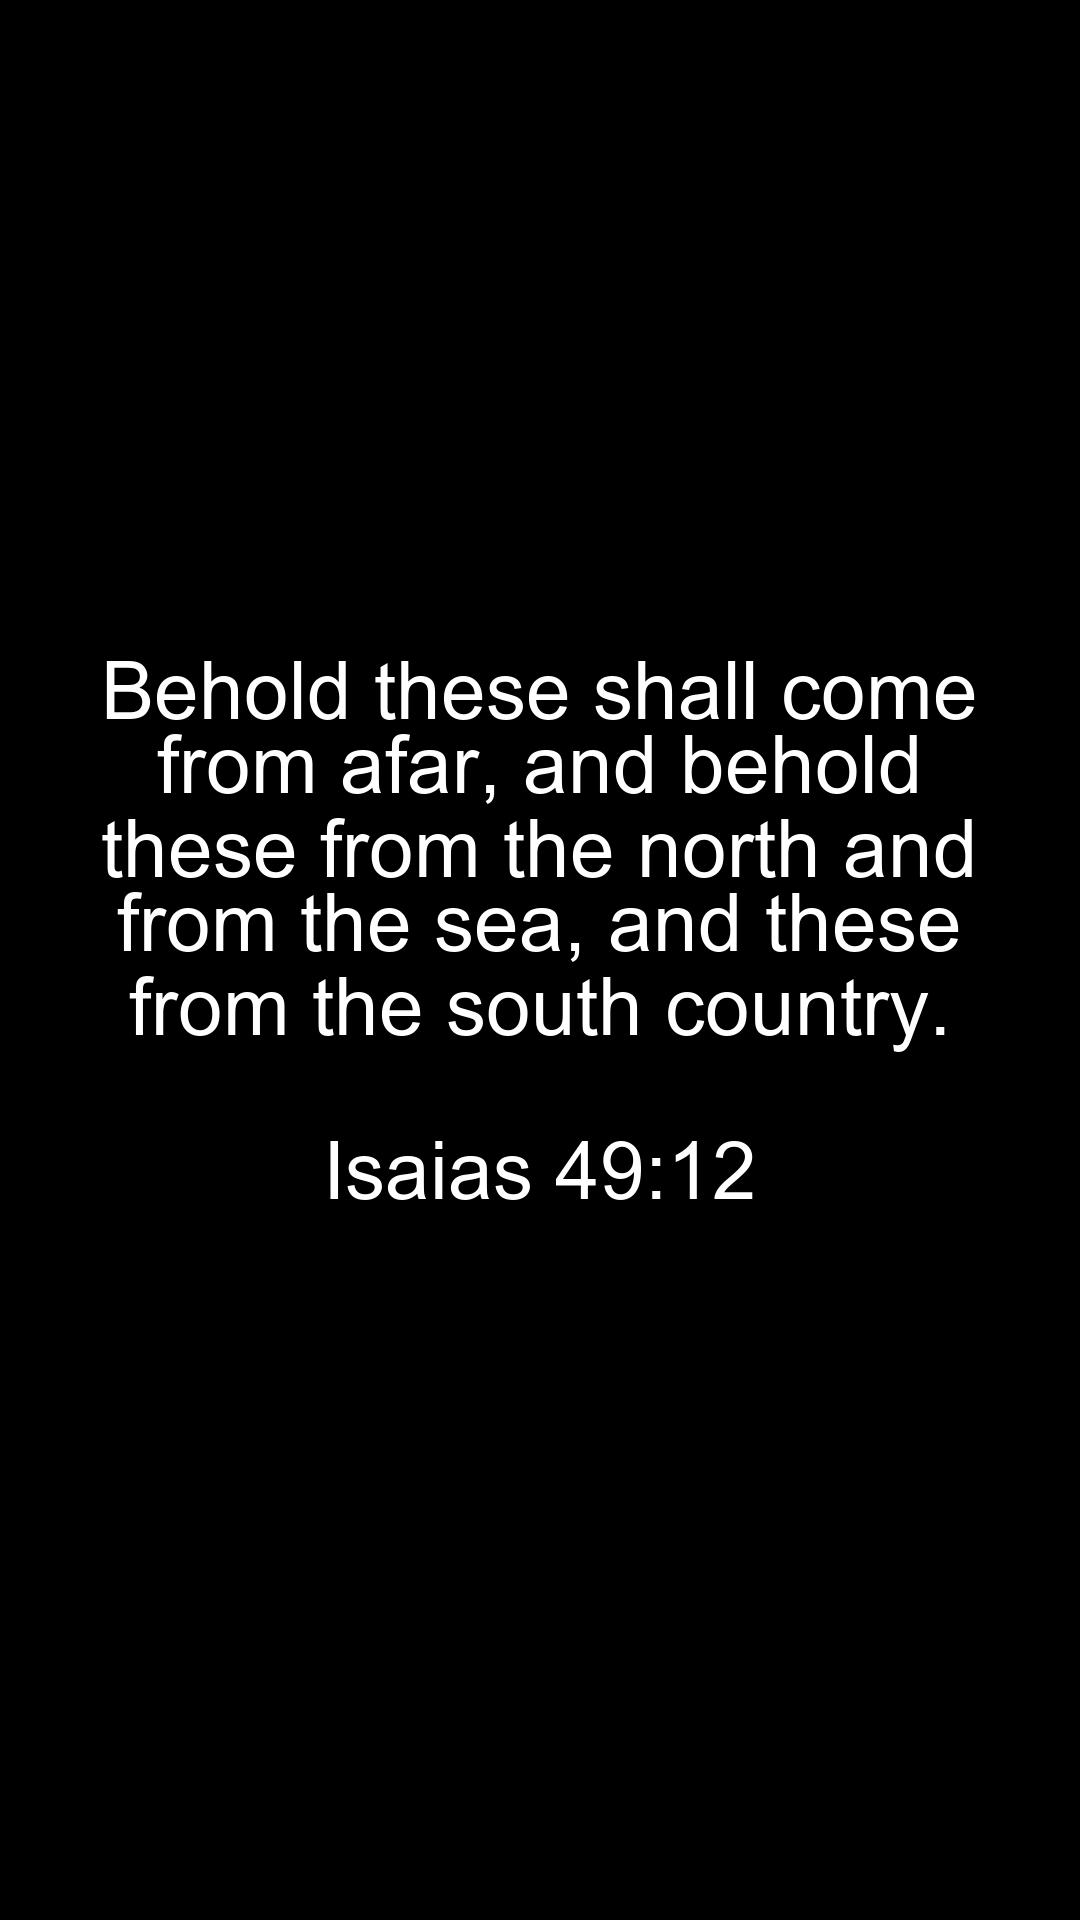 Behold these shall come
from afar, and behold
these from the north and
from the sea, and these
from the south country.
Isaias 49:12